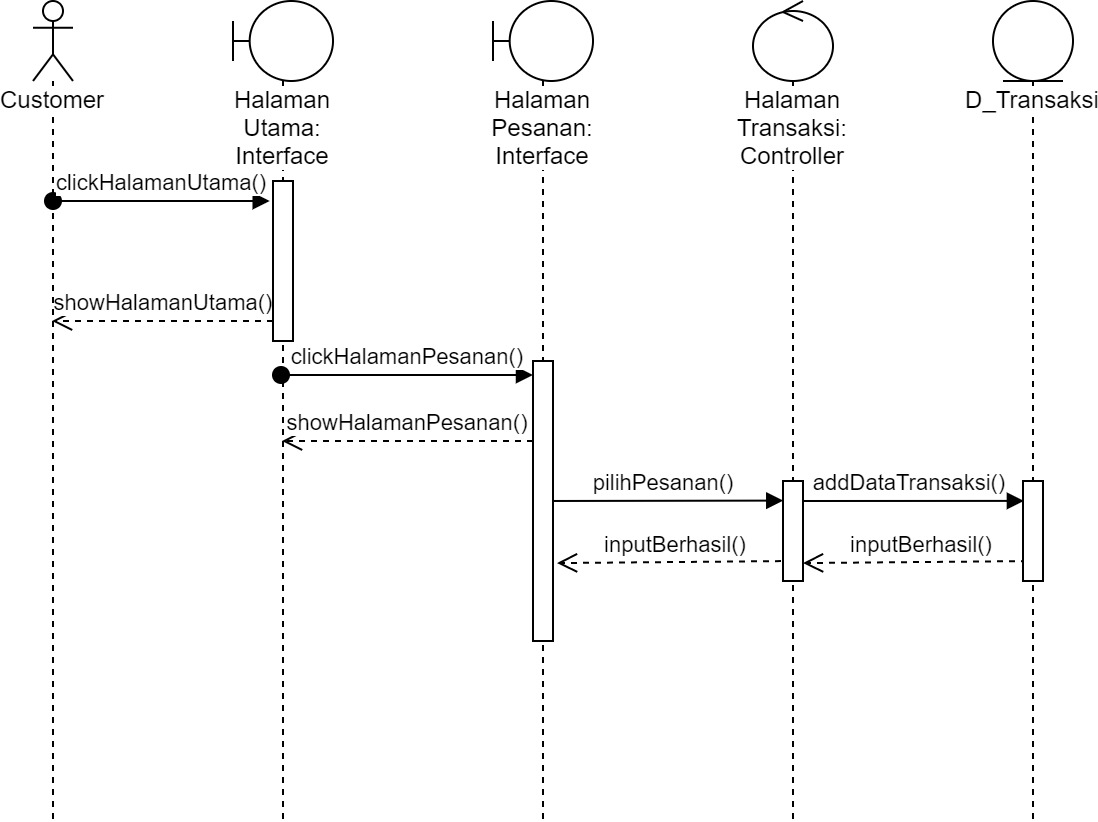 Customer
Halaman
Utama:
Interface
Halaman
Pesanan:
Interface
Halaman
Transaksi:
Controller
D_Transaksi
clickHalamanUtama()
showHalamanUtama()
clickHalamanPesanan()
showHalamanPesanan()
pilihPesanan()
addDataTransaksi()
inputBerhasil()
inputBerhasil()